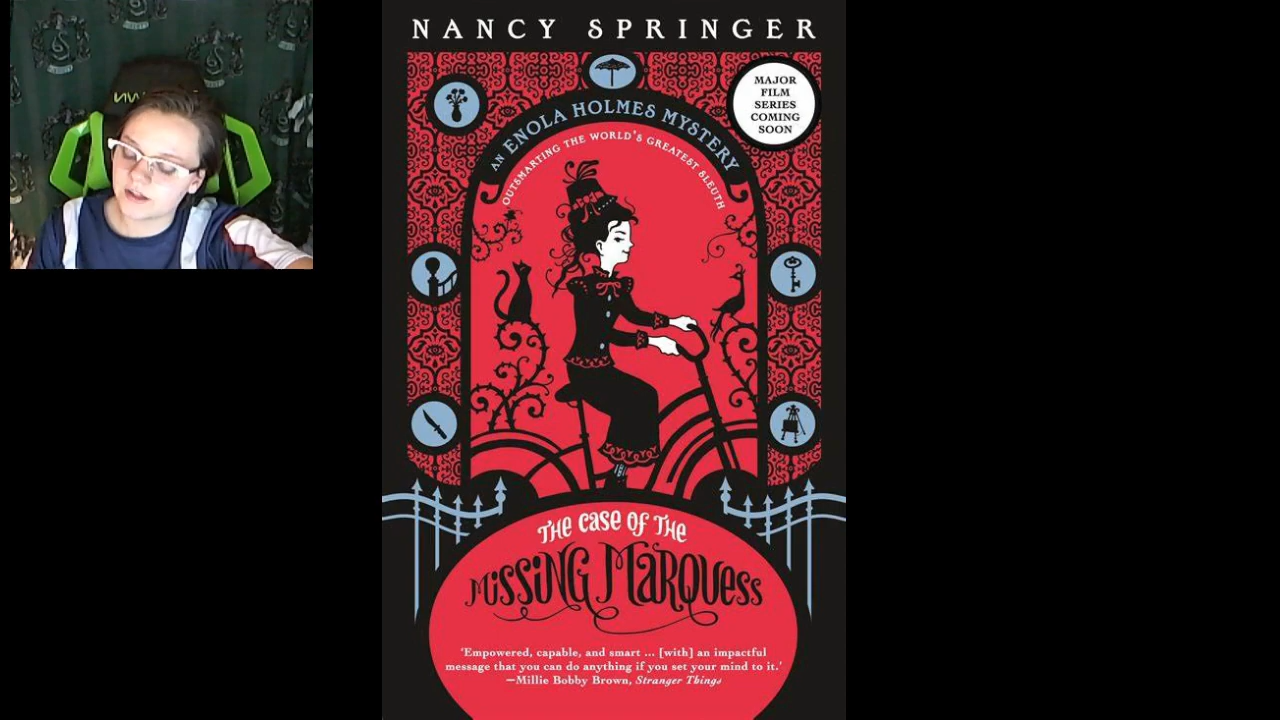 NANCY SPRINGER
MAJOR
FILM
SERIES
COMING
SOON
AN ENOLA HOLMES MYSTERY
OUTSMARTING THE WORLD'S GREATEST SLEUTH
THE CASE OF THE
MISSING MARQUESS
'Empowered, capable, and smart ... [with] an impactful
message that you can do anything if you set your mind to it.'
—Millie Bobby Brown, Stranger Things